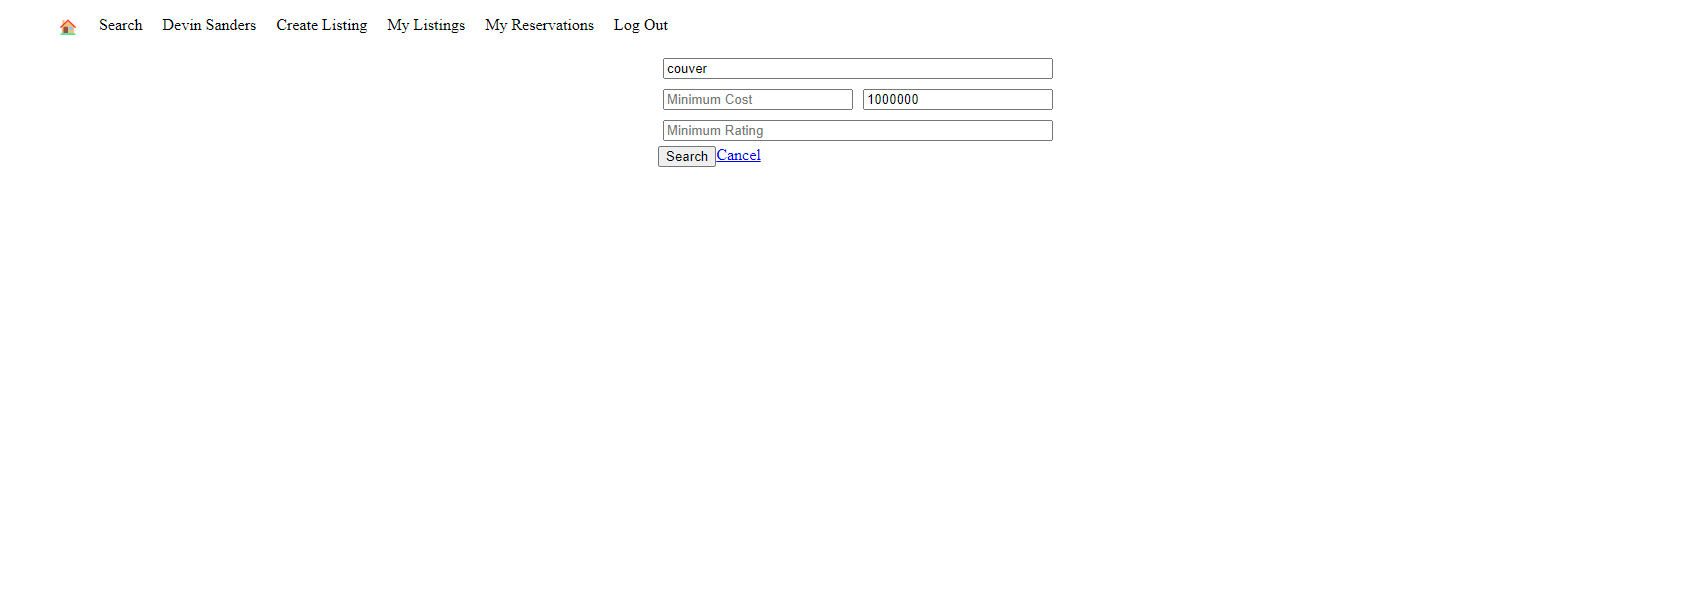 Search Devin Sanders Create Listing My Listings My Reservations Log Out
couver
Minimum Cost 1000000
Minimum Rating
Search Cancel